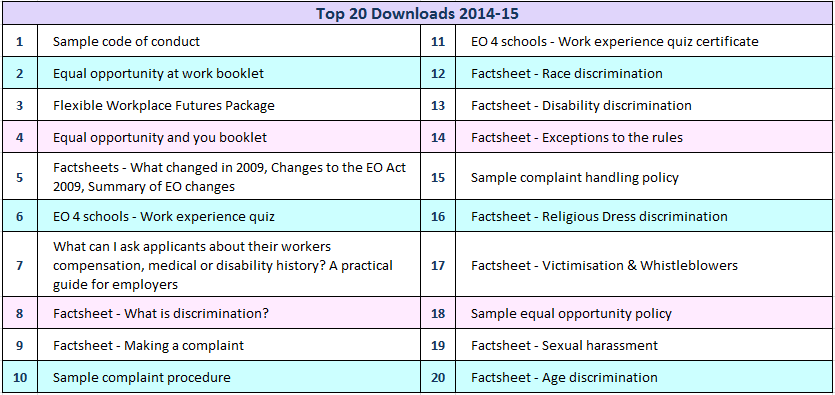 Top 20 Downloads 2014-15
1 Sample code of conduct 11 EO 4 schools - Work experience quiz certificate
2 Equal opportunity at work booklet 12 Factsheet - Race discrimination
3 Flexible Workplace Futures Package 13 Factsheet - Disability discrimination
4 Equal opportunity and you booklet 14 Factsheet - Exceptions to the rules
5 Factsheets - What changed in 2009, Changes to the EO Act
2009, Summary of EO changes 15 Sample complaint handling policy
6 EO 4 schools - Work experience quiz 16 Factsheet - Religious Dress discrimination
7 What can I ask applicants about their workers
compensation, medical or disability history? A practical
guide for employers 17 Factsheet - Victimisation & Whistleblowers
8 Factsheet - What is discrimination? 18 Sample equal opportunity policy
9 Factsheet - Making a complaint 19 Factsheet - Sexual harassment
10 Sample complaint procedure 20 Factsheet - Age discrimination